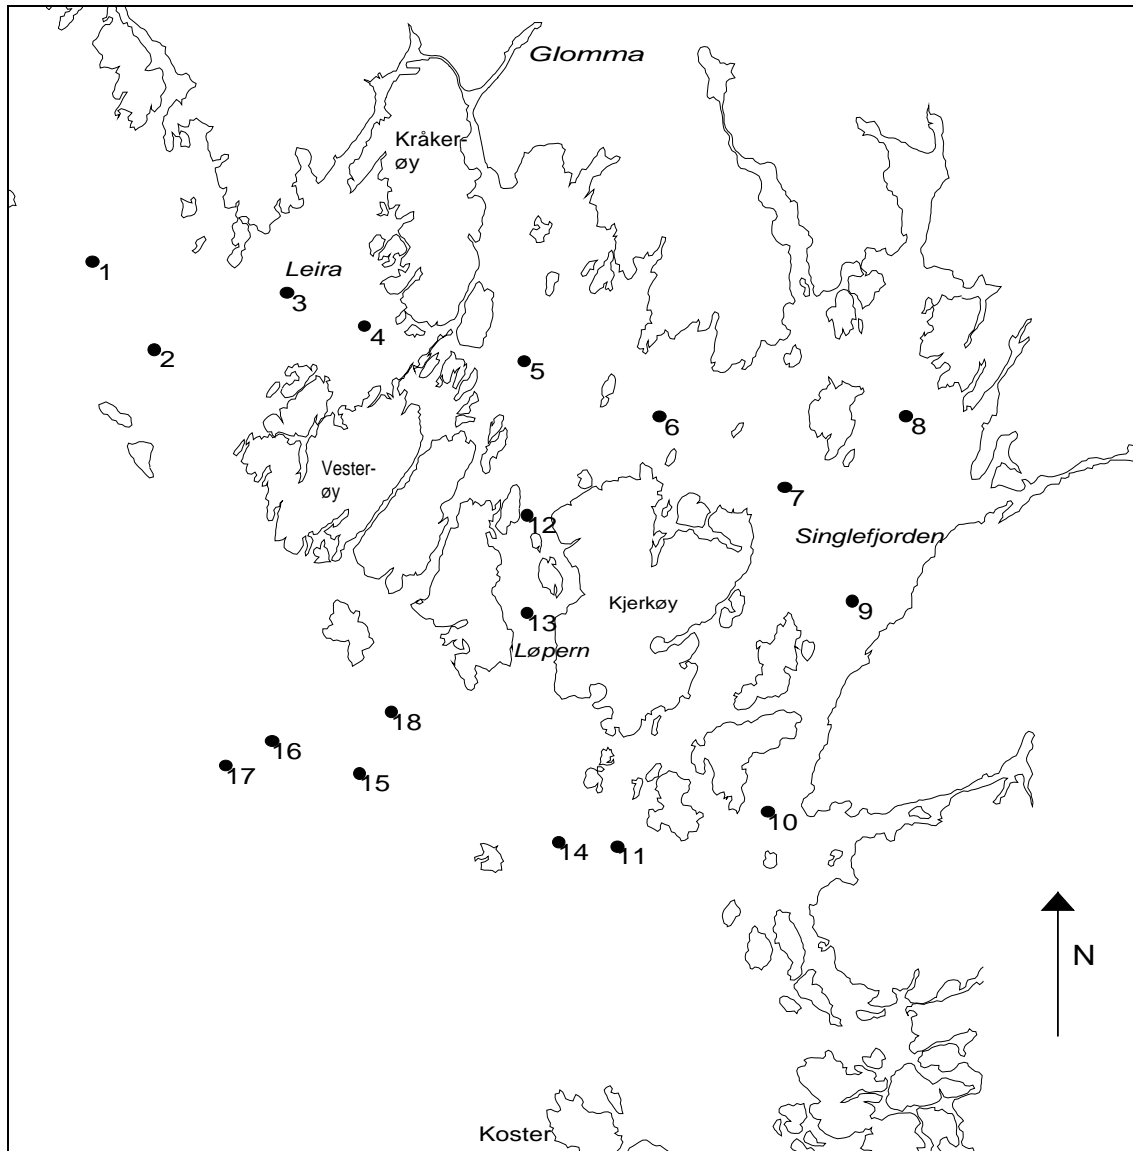 Glomma
Kråker-
øy
1
Leira
3
4
2
5
6
8
Vester-
øy
7
12
Singlefjorden
Kjerkøy
9
13
Løpern
18
16
17
15
10
14
11
N
Koster